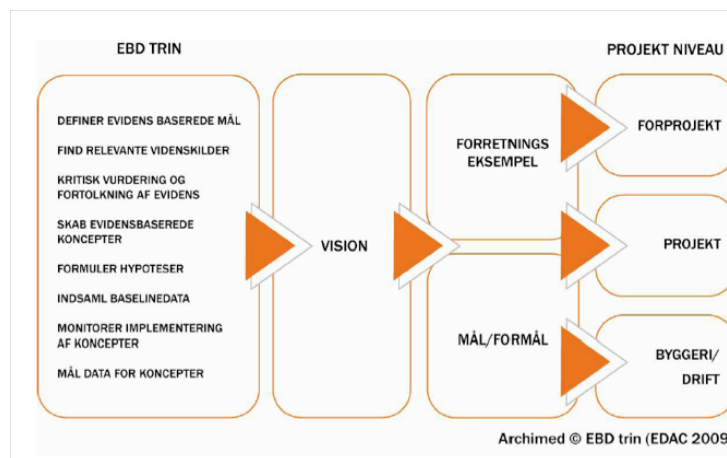 EBD TRIN
PROJEKT NIVEAU
DEFINER EVIDENS BASEREDE MÅL
FIND RELEVANTE VIDENSKILDER
KRITISK VURDERING OG
FORTOLKNING AF EVIDENS
SKAB EVIDENSBASEREDE
KONCEPTER
FORMULER HYPOTESER
INDSAML BASELINEDATA
MONITORER IMPLEMENTERING
AF KONCEPTER
MÅL DATA FOR KONCEPTER
VISION
FORRETNINGS
EKSEMPEL
MÅL/FORMÅL
FORPROJEKT
PROJEKT
BYGGERI/
DRIFT
Archimed © EBD trin (EDAC 2009